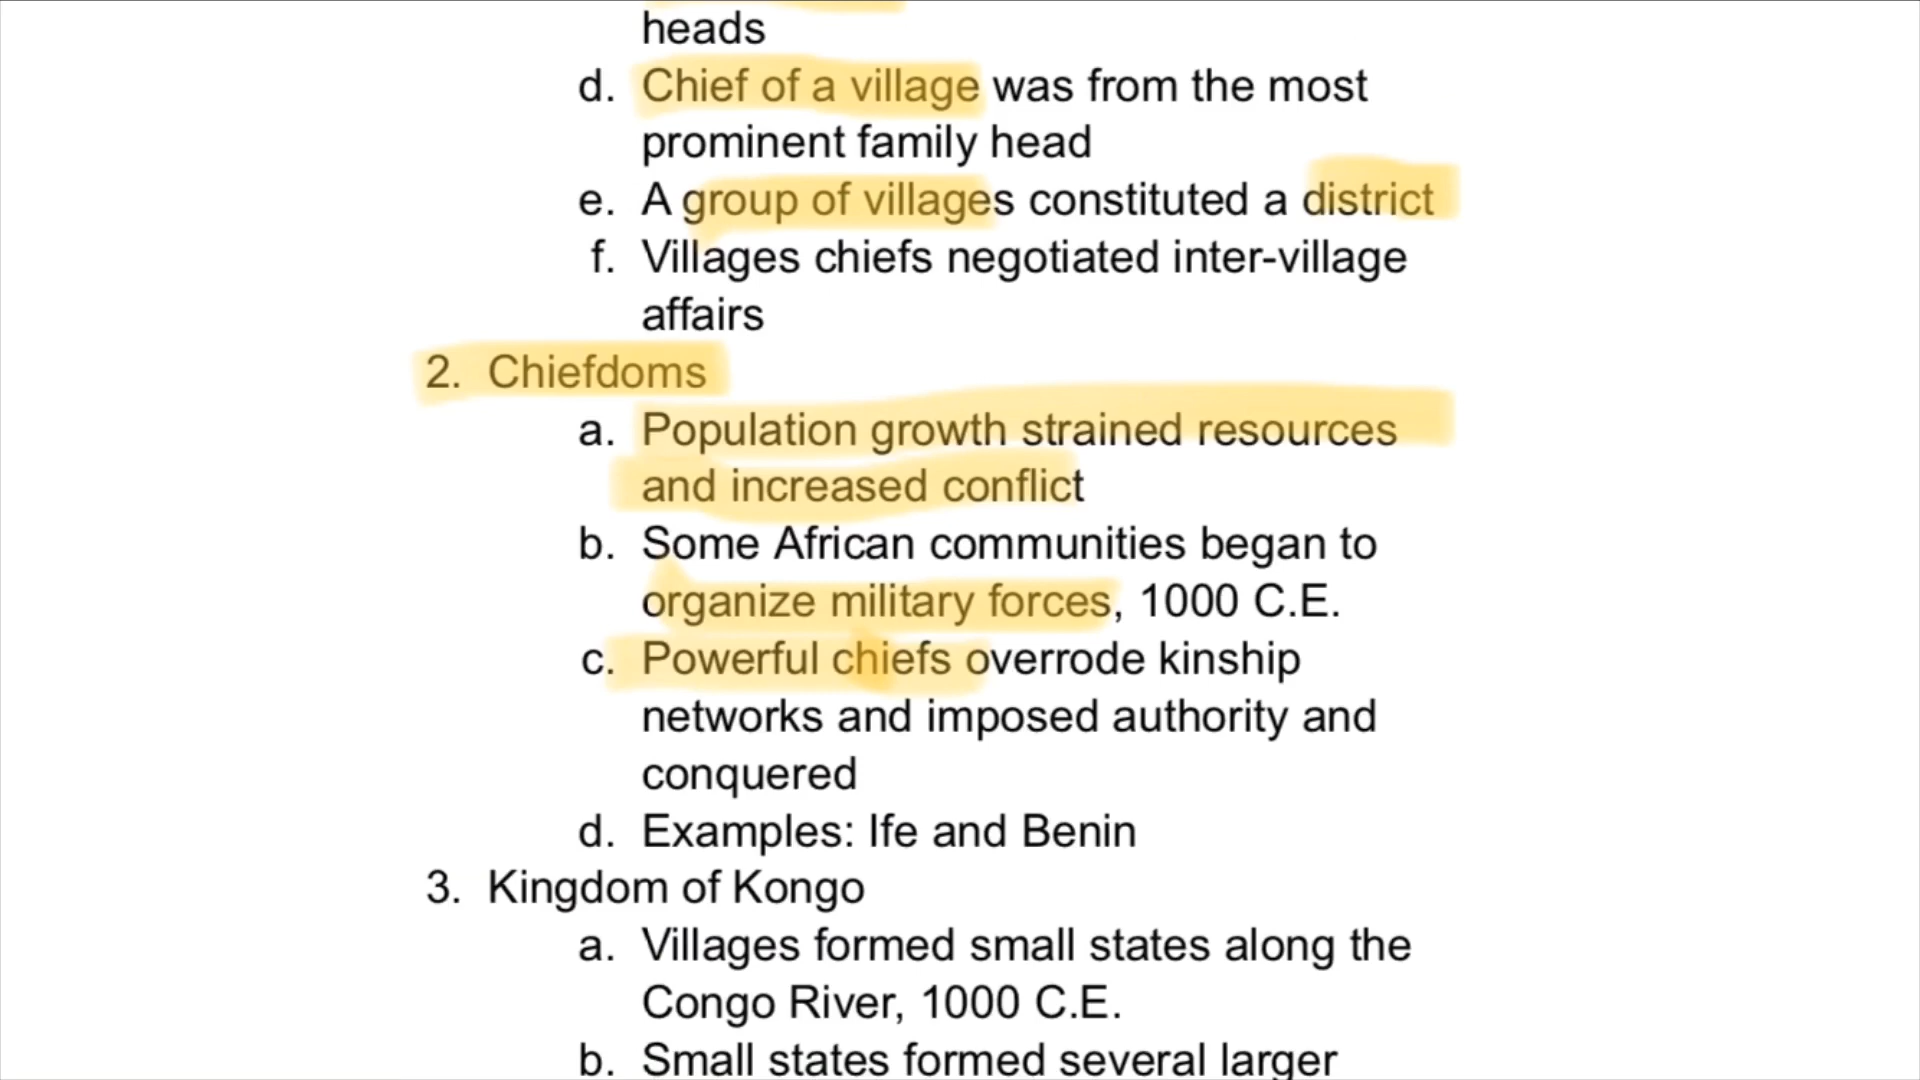 heads
d. Chief of a village was from the most
prominent family head
e. A group of villages constituted a district
f. Villages chiefs negotiated inter-village
affairs
2. Chiefdoms
a. Population growth strained resources
and increased conflict
b. Some African communities began to
organize military forces, 1000 C.E.
c. Powerful chiefs overrode kinship
networks and imposed authority and
conquered
d. Examples: Ife and Benin
3. Kingdom of Kongo
a. Villages formed small states along the
Congo River, 1000 C.E.
b. Small states formed several larger